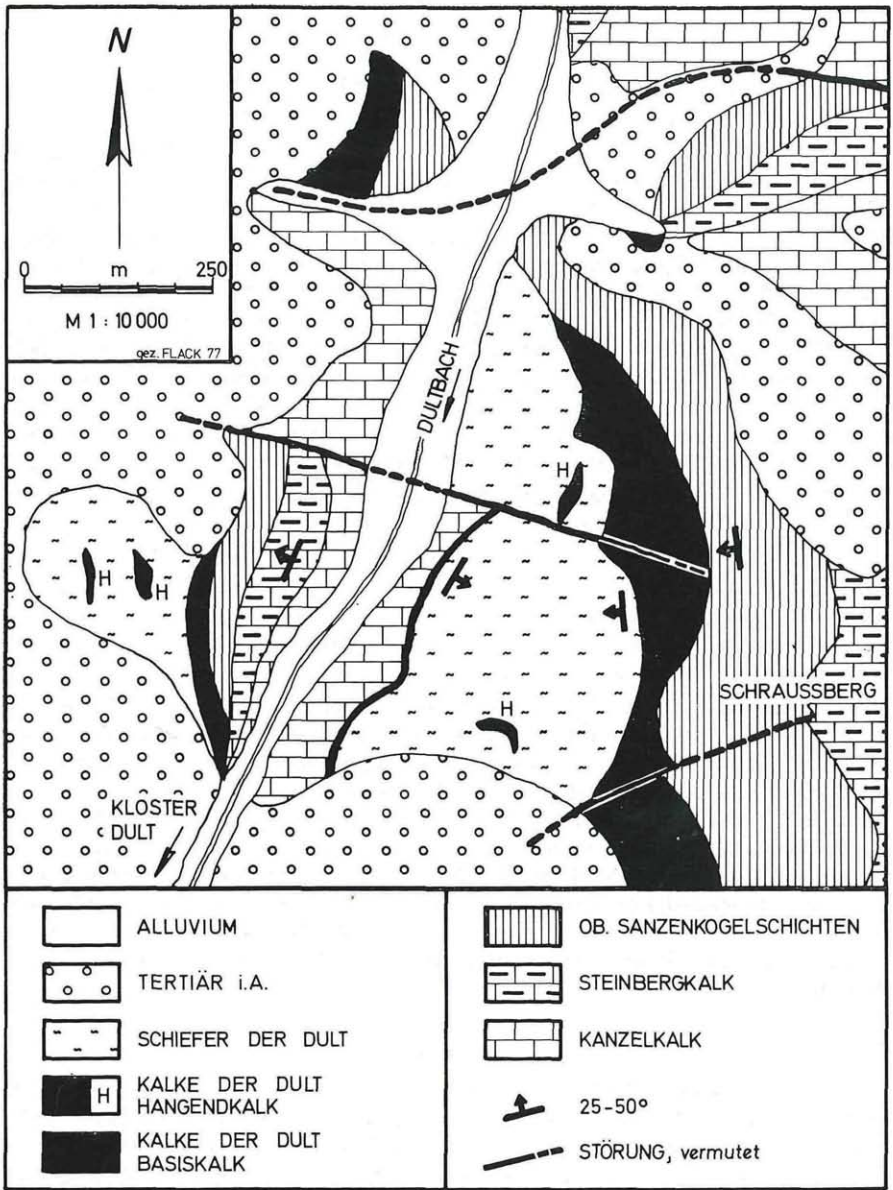 N
0 m 250
M 1 : 10 000
gez. FLACK 77
DULTBACH
H
H
H
SCHRAUSSBERG
H
KLOSTER
DULT
ALLUVIUM
TERTIÄR i.A.
SCHIEFER DER DULT
H KALKE DER DULT
HANGENDKALK
KALKE DER DULT
BASISKALK
OB. SANZENKOGELSCHICHTEN
STEINBERGKALK
KANZELKALK
25-50°
STÖRUNG, vermutet